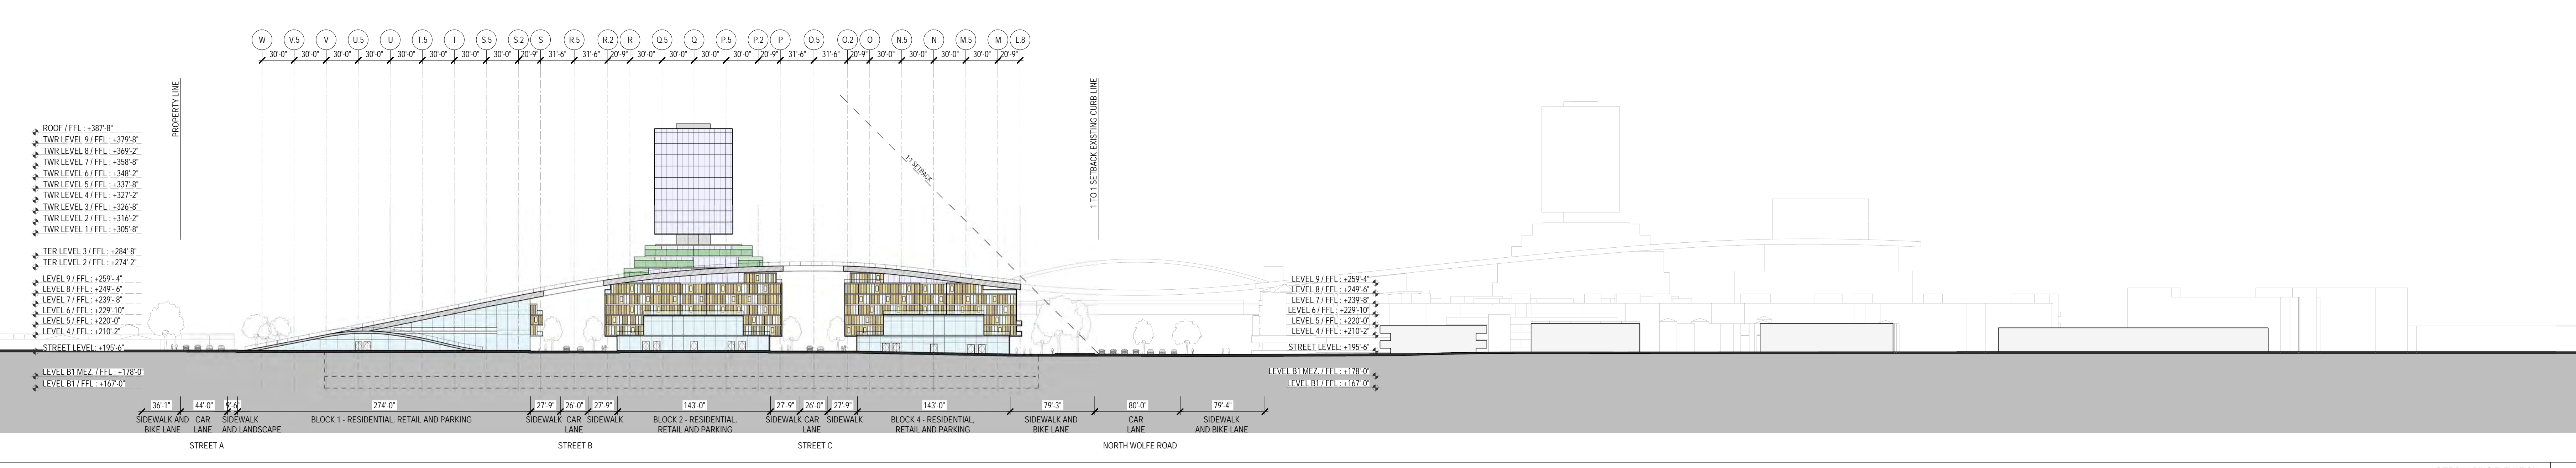 W V.5 V U.5 U T.5 T S.5 S.2 S R.5 R.2 R Q.5 Q P.5 P.2 P O.5 O.2 O N.5 N M.5 M L.8
30'-0" 30'-0" 30'-0" 30'-0" 30'-0" 30'-0" 30'-0" 30'-0" 20'-9" 31'-6" 31'-6" 20'-9" 30'-0" 30'-0" 30'-0" 30'-0" 20'-9" 31'-6" 31'-6" 20'-9" 30'-0" 30'-0" 30'-0" 30'-0" 20'-9"
PROPERTY LINE
1 TO 1 SETBACK EXISTING CURB LINE
1:1 SETBACK
ROOF / FFL : +387'-8"
TWR LEVEL 9 / FFL : +379'-8"
TWR LEVEL 8 / FFL : +369'-2"
TWR LEVEL 7 / FFL : +358'-8"
TWR LEVEL 6 / FFL : +348'-2"
TWR LEVEL 5 / FFL : +337'-8"
TWR LEVEL 4 / FFL : +327'-2"
TWR LEVEL 3 / FFL : +326'-8"
TWR LEVEL 2 / FFL : +316'-2"
TWR LEVEL 1 / FFL : +305'-8"
TER LEVEL 3 / FFL : +284'-8"
TER LEVEL 2 / FFL : +274'-2"
LEVEL 9 / FFL : +259'- 4"
LEVEL 8 / FFL : +249'- 6"
LEVEL 7 / FFL : +239'- 8"
LEVEL 6 / FFL : +229'-10"
LEVEL 5 / FFL : +220'-0"
LEVEL 4 / FFL : +210'-2"
STREET LEVEL: +195'-6"
LEVEL B1 MEZ. / FFL : +178'-0"
LEVEL B1 / FFL : +167'-0"
LEVEL 9 / FFL : +259'-4"
LEVEL 8 / FFL : +249'-6"
LEVEL 7 / FFL : +239'-8"
LEVEL 6 / FFL : +229'-10"
LEVEL 5 / FFL : +220'-0"
LEVEL 4 / FFL : +210'-2"
STREET LEVEL: +195'-6"
LEVEL B1 MEZ. / FFL : +178'-0"
LEVEL B1 / FFL : +167'-0"
36'-1" 44'-0" 9'-6" 274'-0" 27'-9" 26'-0" 27'-9" 143'-0" 27'-9" 26'-0" 27'-9" 143'-0" 79'-3" 80'-0" 79'-4"
SIDEWALK AND CAR SIDEWALK BLOCK 1 - RESIDENTIAL, RETAIL AND PARKING SIDEWALK CAR SIDEWALK BLOCK 2 - RESIDENTIAL, SIDEWALK CAR SIDEWALK BLOCK 4 - RESIDENTIAL, SIDEWALK AND CAR SIDEWALK
BIKE LANE LANE AND LANDSCAPE LANE RETAIL AND PARKING LANE RETAIL AND PARKING BIKE LANE LANE AND BIKE LANE
STREET A STREET B STREET C NORTH WOLFE ROAD